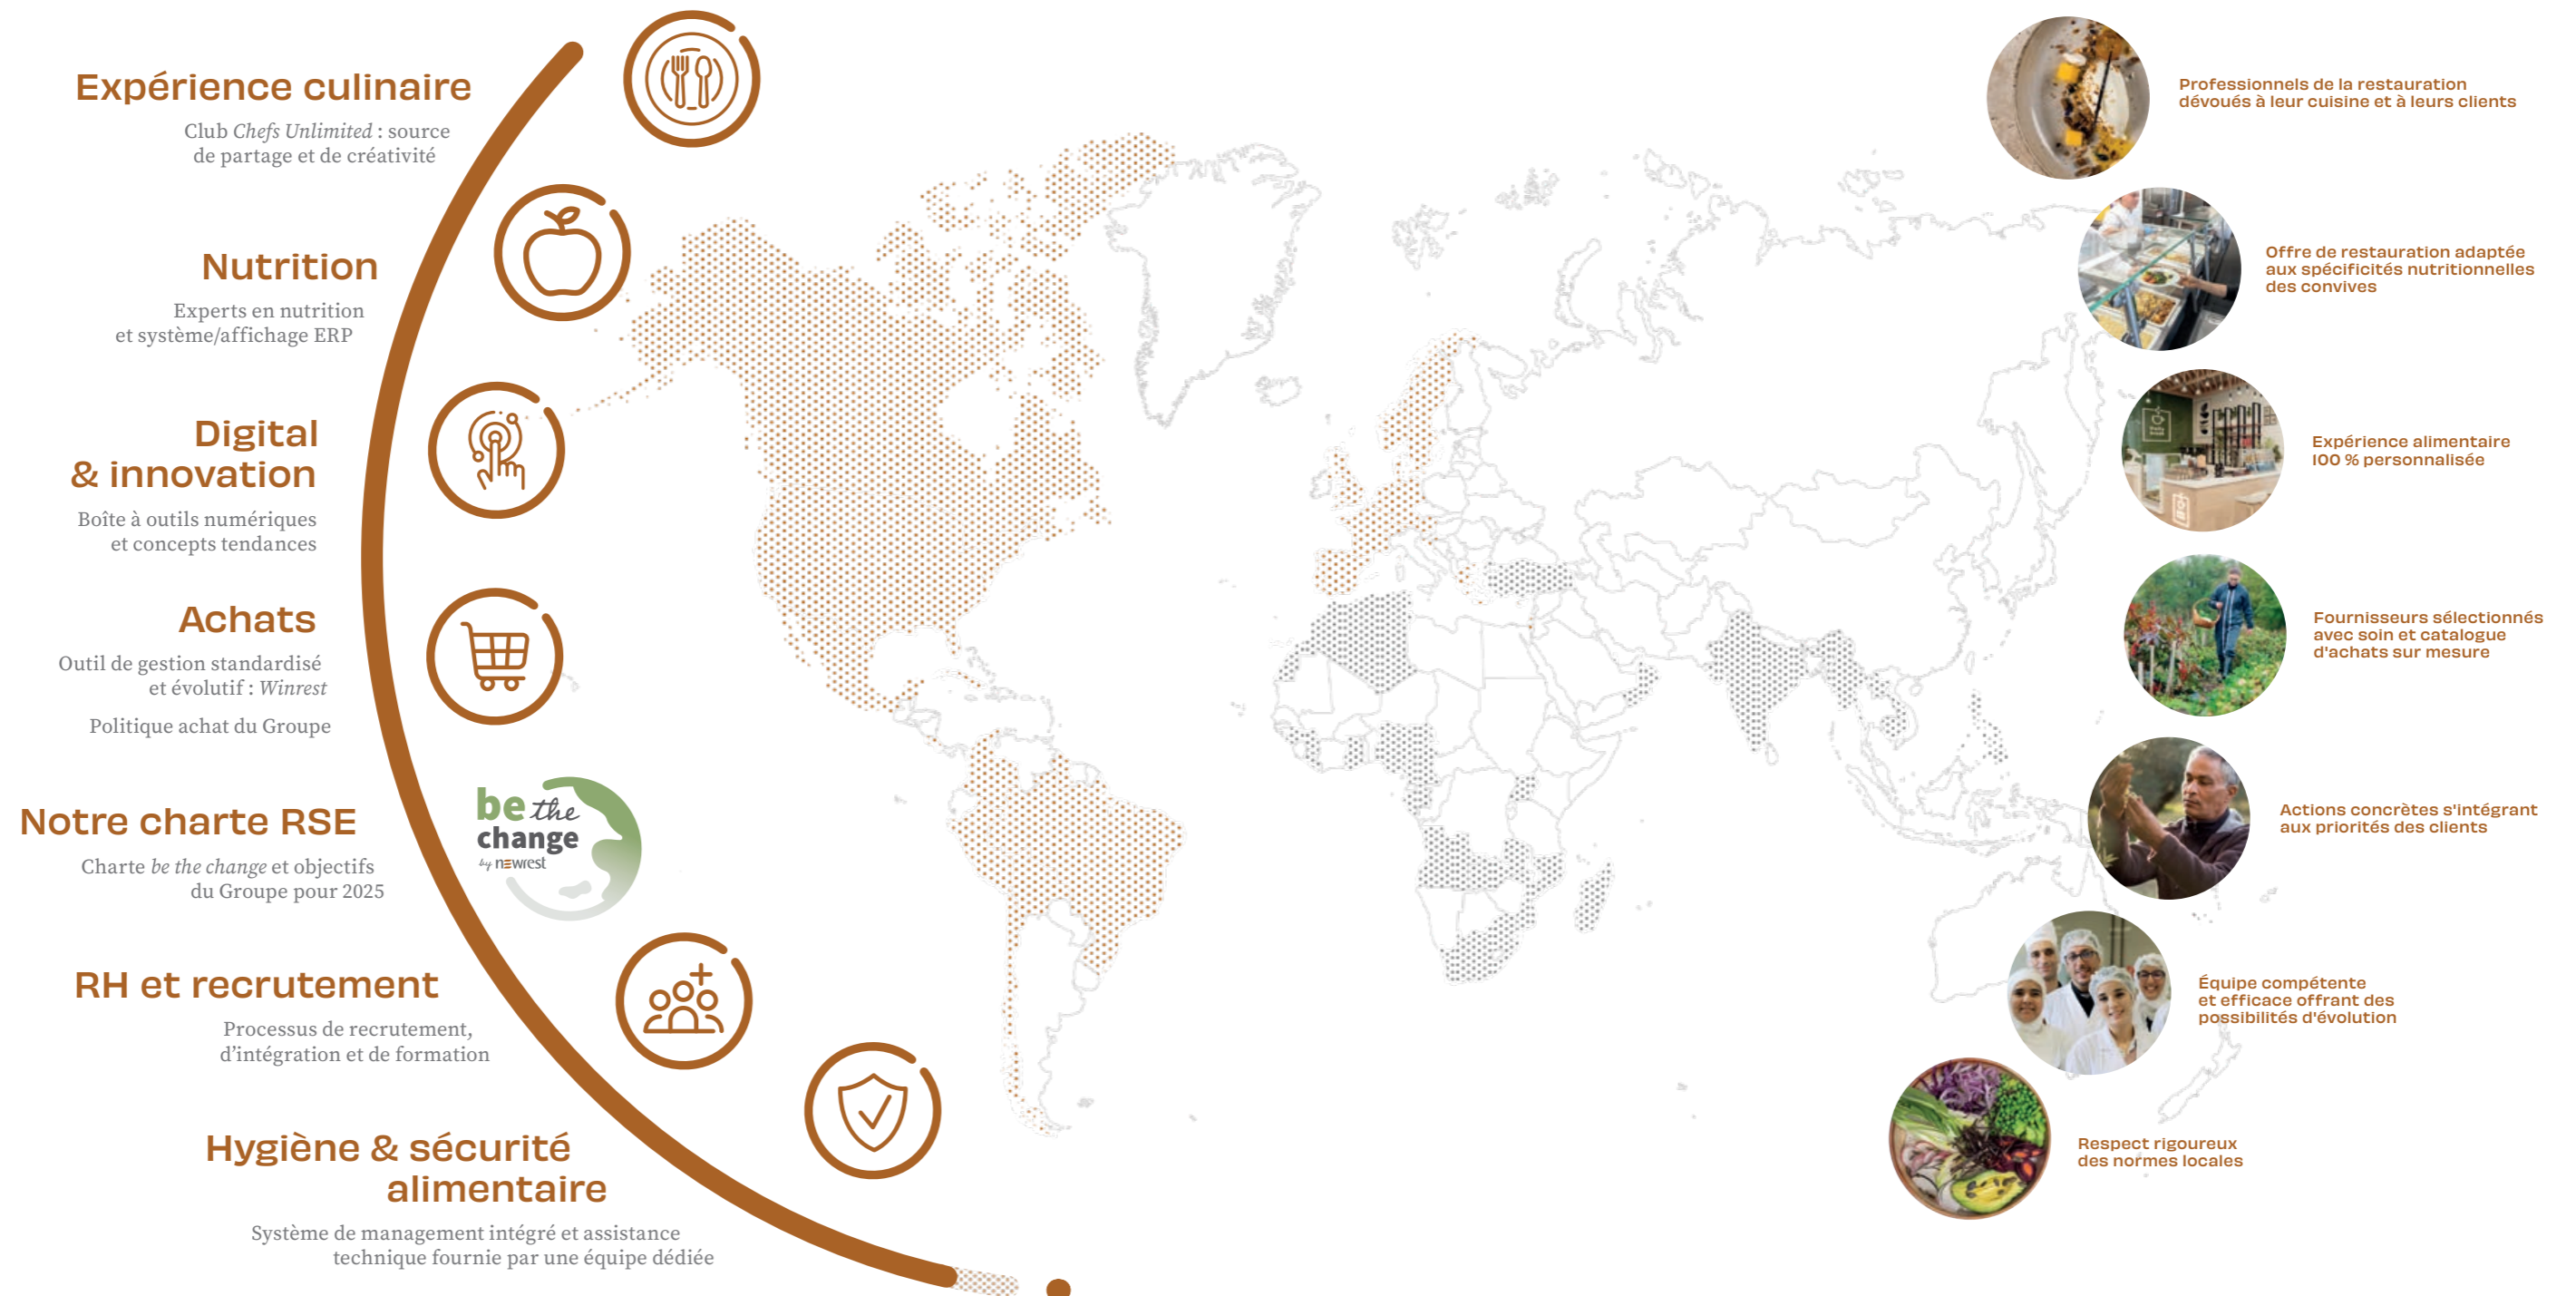 Expérience culinaire
Club Chefs Unlimited : source
de partage et de créativité
Nutrition
Experts en nutrition
et système/affichage ERP
Digital
& innovation
Boîte à outils numériques
et concepts tendances
Achats
Outil de gestion standardisé
et évolutif : Winrest
Politique achat du Groupe
Notre charte RSE
Charte be the change et objectifs
du Groupe pour 2025
be the
change
by newrest
RH et recrutement
Processus de recrutement,
d’intégration et de formation
Hygiène & sécurité
alimentaire
Système de management intégré et assistance
technique fournie par une équipe dédiée
Professionnels de la restauration
dévoués à leur cuisine et à leurs clients
Offre de restauration adaptée
aux spécificités nutritionnelles
des convives
Expérience alimentaire
100 % personnalisée
Fournisseurs sélectionnés
avec soin et catalogue
d'achats sur mesure
Actions concrètes s'intégrant
aux priorités des clients
Équipe compétente
et efficace offrant des
possibilités d'évolution
Respect rigoureux
des normes locales